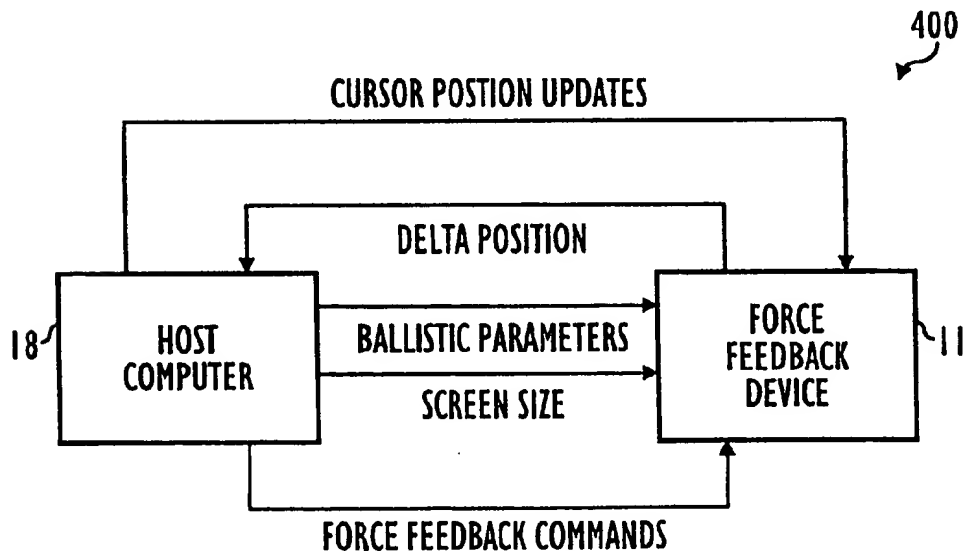 400
CURSOR POSTION UPDATES
DELTA POSITION
18
HOST
COMPUTER
BALLISTIC PARAMETERS
SCREEN SIZE
FORCE
FEEDBACK
DEVICE
11
FORCE FEEDBACK COMMANDS